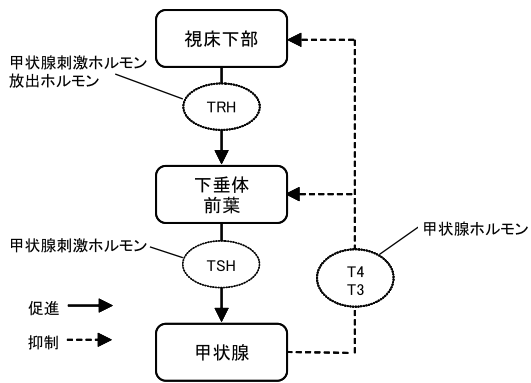 視床下部
甲状腺刺激ホルモン
放出ホルモン
TRH
下垂体
前葉
甲状腺刺激ホルモン
TSH
甲状腺ホルモン
T4
T3
促進
抑制
甲状腺